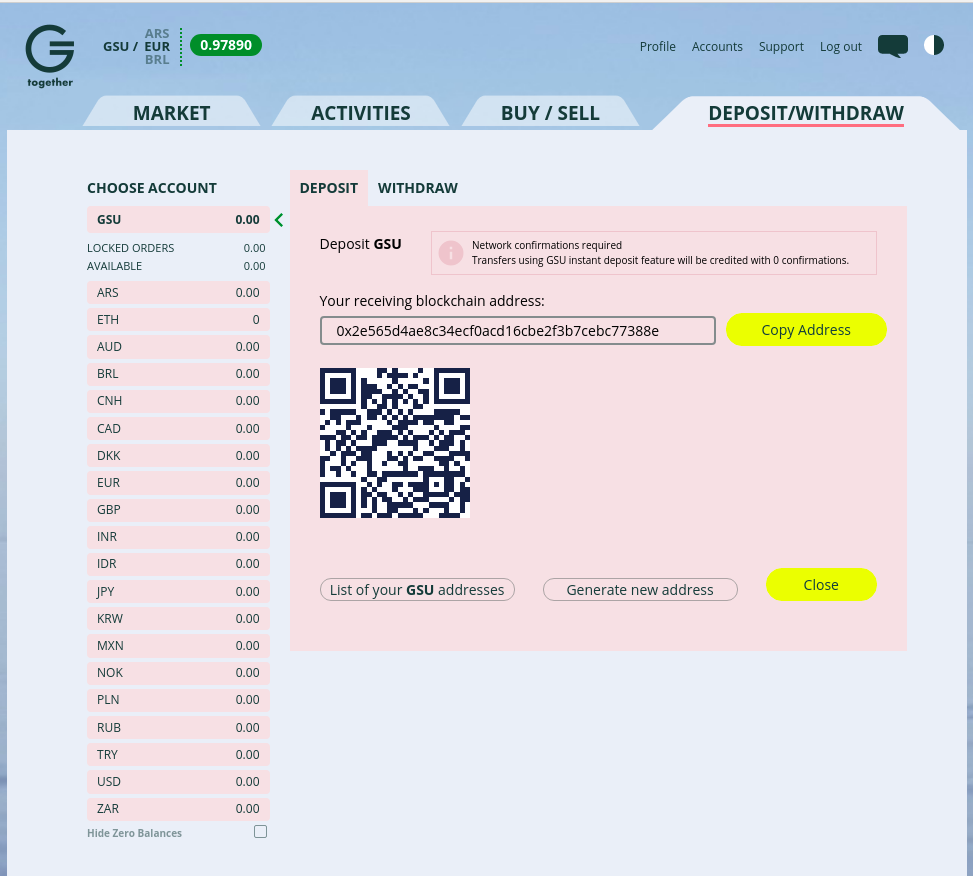 together
GSU /
ARS
EUR
BRL
0.97890
Profile Accounts Support Log out
MARKET ACTIVITIES BUY / SELL DEPOSIT/WITHDRAW
CHOOSE ACCOUNT
GSU 0.00
LOCKED ORDERS 0.00
AVAILABLE 0.00
ARS 0.00
ETH 0
AUD 0.00
BRL 0.00
CNH 0.00
CAD 0.00
DKK 0.00
EUR 0.00
GBP 0.00
INR 0.00
IDR 0.00
JPY 0.00
KRW 0.00
MXN 0.00
NOK 0.00
PLN 0.00
RUB 0.00
TRY 0.00
USD 0.00
ZAR 0.00
Hide Zero Balances
DEPOSIT WITHDRAW
Deposit GSU
Network confirmations required
Transfers using GSU instant deposit feature will be credited with 0 confirmations.
Your receiving blockchain address:
0x2e565d4ae8c34ecf0acd16cbe2f3b7cebc77388e
Copy Address
List of your GSU addresses
Generate new address
Close